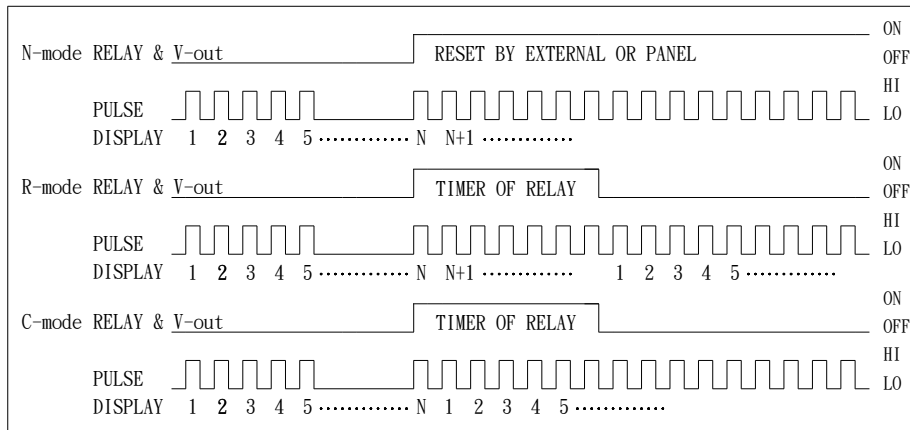 ON
N-mode RELAY & V-out RESET BY EXTERNAL OR PANEL OFF
HI
PULSE LO
DISPLAY 1 2 3 4 5 ············ N N+1 ············
ON
R-mode RELAY & V-out TIMER OF RELAY OFF
HI
PULSE LO
DISPLAY 1 2 3 4 5 ············ N N+1 ············ 1 2 3 4 5 ············
ON
C-mode RELAY & V-out TIMER OF RELAY OFF
HI
PULSE LO
DISPLAY 1 2 3 4 5 ············ N 1 2 3 4 5 ············